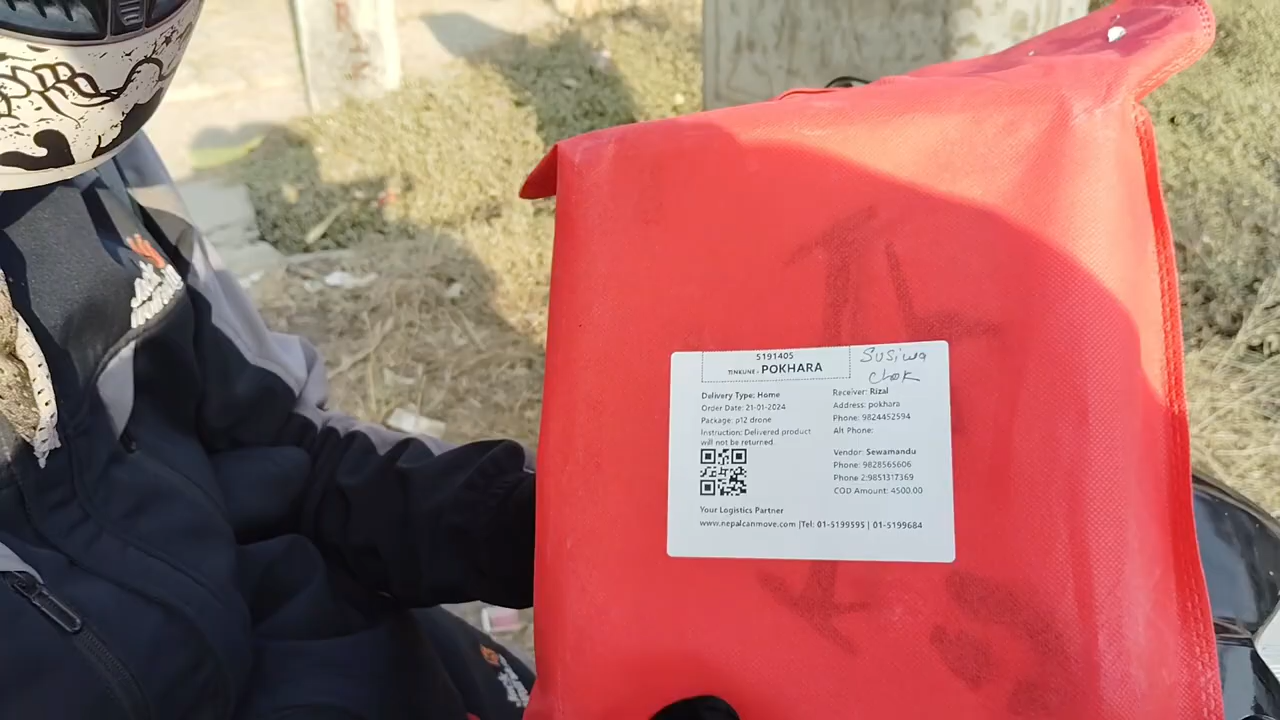 5191405
TINKUNE - POKHARA
Susiwa
chok
Delivery Type: Home
Order Date: 21-01-2024
Package: p12 drone
Instruction: Delivered product
will not be returned.
Receiver: Rizal
Address: pokhara
Phone: 9824452594
Alt Phone:
Vendor: Sewamandu
Phone: 9828565606
Phone 2:9851317369
COD Amount: 4500.00
Your Logistics Partner
www.nepalcanmove.com |Tel: 01-5199595 | 01-5199684